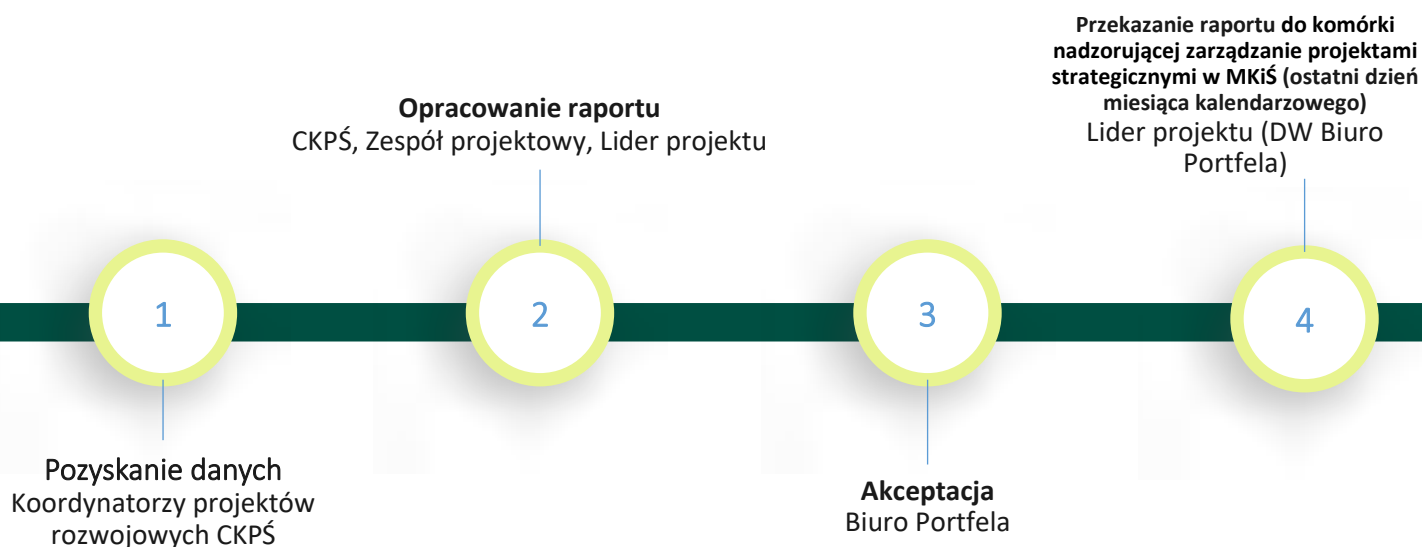 1
Pozyskanie danych
Koordynatorzy projektów
rozwojowych CKPŚ
Opracowanie raportu
CKPŚ, Zespół projektowy, Lider projektu
2
3
Akceptacja
Biuro Portfela
Przekazanie raportu do komórki
nadzorującej zarządzanie projektami
strategicznymi w MKiŚ (ostatni dzień
miesiąca kalendarzowego)
Lider projektu (DW Biuro
Portfela)
4